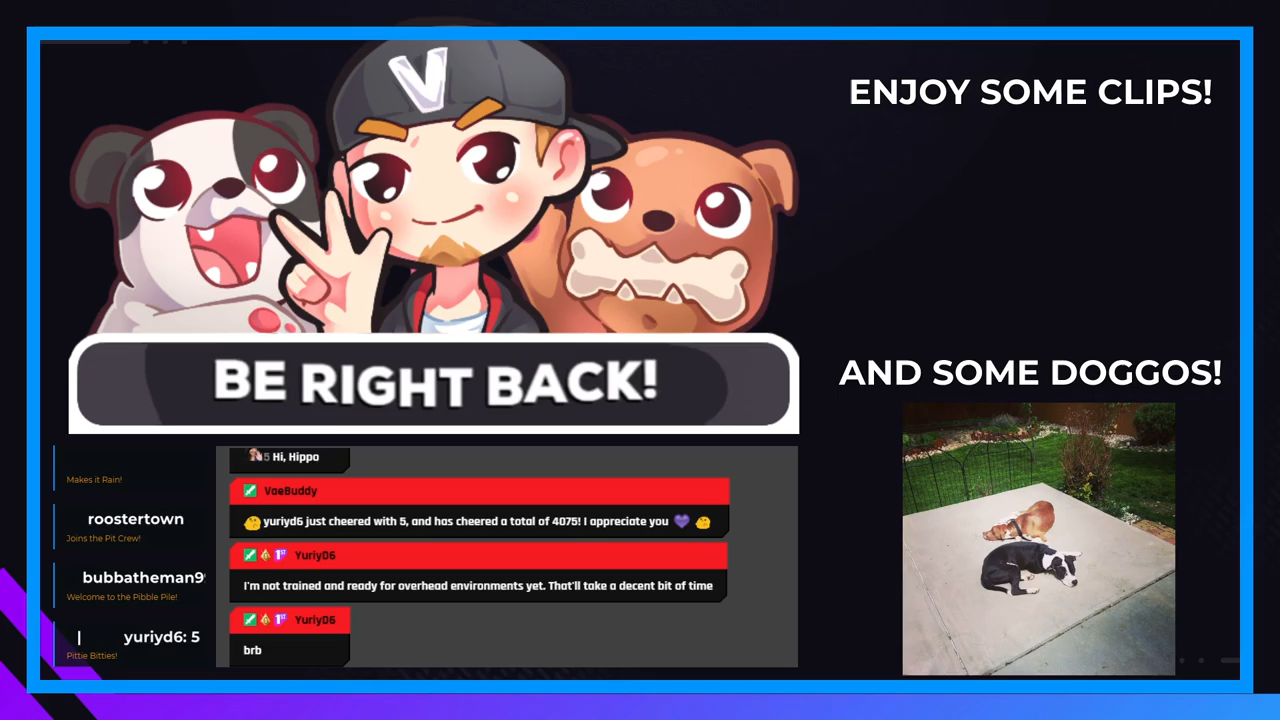 V
ENJOY SOME CLIPS!
BE RIGHT BACK!
AND SOME DOGGOS!
Makes it Rain!
roostertown
Joins the Pit Crew!
bubbatheman9
Welcome to the Pibble Pile!
| yuriyd6: 5
Pittie Bitties!
5 Hi, Hippo
VaeBuddy
yuriyd6 just cheered with 5, and has cheered a total of 4075! I appreciate you
1ST Yuriy06
I'm not trained and ready for overhead environments yet. That'll take a decent bit of time
1ST Yuriy06
brb